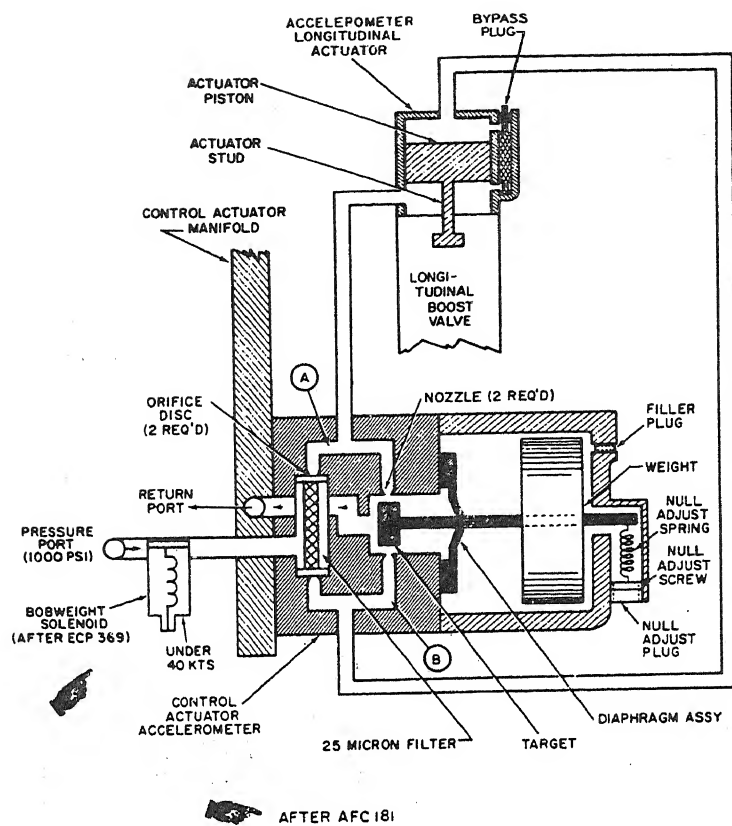 ACCELEPOMETER
LONGITUDINAL
ACTUATOR
BYPASS
PLUG
ACTUATOR
PISTON
ACTUATOR
STUD
CONTROL ACTUATOR
MANIFOLD
LONGI-
TUDINAL
BOOST
VALVE
A
ORIFICE
DISC
(2 REQ'D)
NOZZLE (2 REQ'D)
FILLER
PLUG
WEIGHT
RETURN
PORT
NULL
ADJUST
SPRING
PRESSURE
PORT
(1000 PSI)
NULL
ADJUST
SCREW
BOBWEIGHT
SOLENOID
(AFTER ECP 369)
UNDER
40 KTS
NULL
ADJUST
PLUG
B
CONTROL
ACTUATOR
ACCELEROMETER
25 MICRON FILTER
TARGET
DIAPHRAGM ASSY
AFTER AFC 181